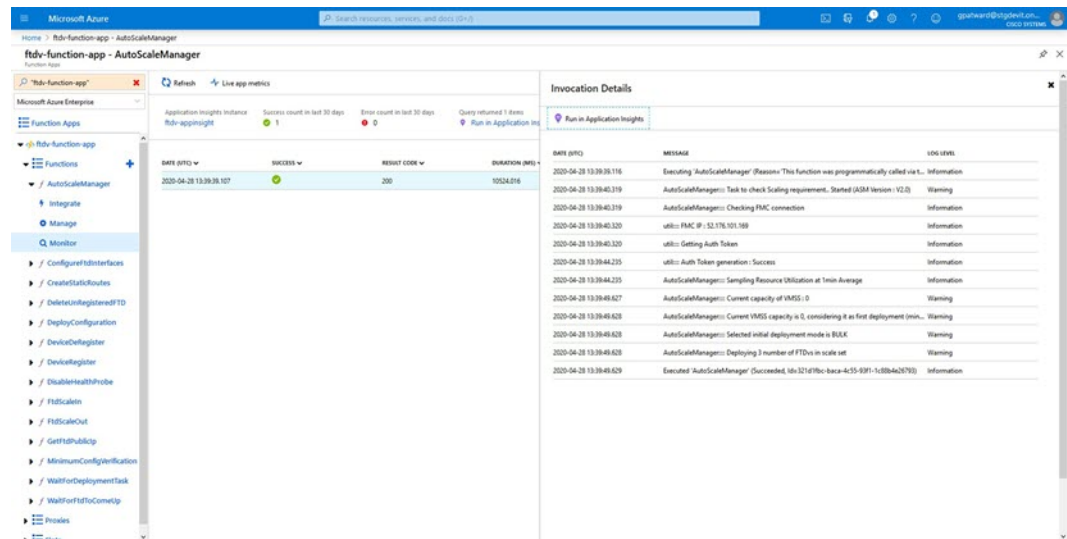 Microsoft Azure
Search resources, services, and docs (G+/)
gpatward@stgdevit.on...
CISCO SYSTEMS
Home > ftdv-function-app - AutoScaleManager
ftdv-function-app - AutoScaleManager
Function Apps
"ftdv-function-app"
Microsoft Azure Enterprise
Function Apps
ftdv-function-app
Functions
AutoScaleManager
Integrate
Manage
Monitor
ConfigureFtdInterfaces
CreateStaticRoutes
DeleteUnRegisteredFTD
DeployConfiguration
DeviceDeRegister
DeviceRegister
DisableHealthProbe
FtdScaleIn
FtdScaleOut
GetFtdPublicIp
MinimumConfigVerification
WaitForDeploymentTask
WaitForFtdToComeUp
Proxies
Refresh Live app metrics
Application Insights Instance Success count in last 30 days Error count in last 30 days Query returned 1 items
ftdv-appinsight 1 0 Run in Application Ins
DATE (UTC) SUCCESS RESULT CODE DURATION (MS)
2020-04-28 13:39:39.107 200 10524.016
Invocation Details
Run in Application Insights
DATE (UTC) MESSAGE LOG LEVEL
2020-04-28 13:39:39.116 Executing 'AutoScaleManager' (Reason='This function was programmatically called via t... Information
2020-04-28 13:39:40.319 AutoScaleManager::: Task to check Scaling requirement.. Started (ASM Version : V2.0) Warning
2020-04-28 13:39:40.319 AutoScaleManager::: Checking FMC connection Information
2020-04-28 13:39:40.320 util::: FMC IP : 52.176.101.169 Information
2020-04-28 13:39:40.320 util::: Getting Auth Token Information
2020-04-28 13:39:44.235 util::: Auth Token generation : Success Information
2020-04-28 13:39:44.235 AutoScaleManager::: Sampling Resource Utilization at 1min Average Information
2020-04-28 13:39:49.627 AutoScaleManager::: Current capacity of VMSS : 0 Warning
2020-04-28 13:39:49.628 AutoScaleManager::: Current VMSS capacity is 0, considering it as first deployment (min... Warning
2020-04-28 13:39:49.628 AutoScaleManager::: Selected initial deployment mode is BULK Warning
2020-04-28 13:39:49.628 AutoScaleManager::: Deploying 3 number of FTDvs in scale set Warning
2020-04-28 13:39:49.629 Executed 'AutoScaleManager' (Succeeded, Id=321d1fbc-baca-4c55-93f1-1c88b4e26793) Information